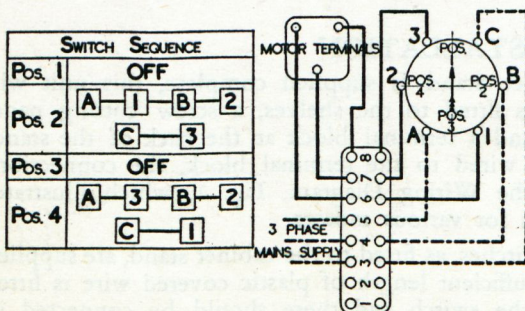 SWITCH SEQUENCE
POS. 1 OFF
POS. 2 A 1 B 2
C 3
POS. 3 OFF
POS. 4 A 3 B 2
C 1
MOTOR TERMINALS
3 PHASE
MAINS SUPPLY
8
7
6
5
4
3
2
1
3 C
POS.
2 POS. 4 POS. 2 B
POS. 3
A 1